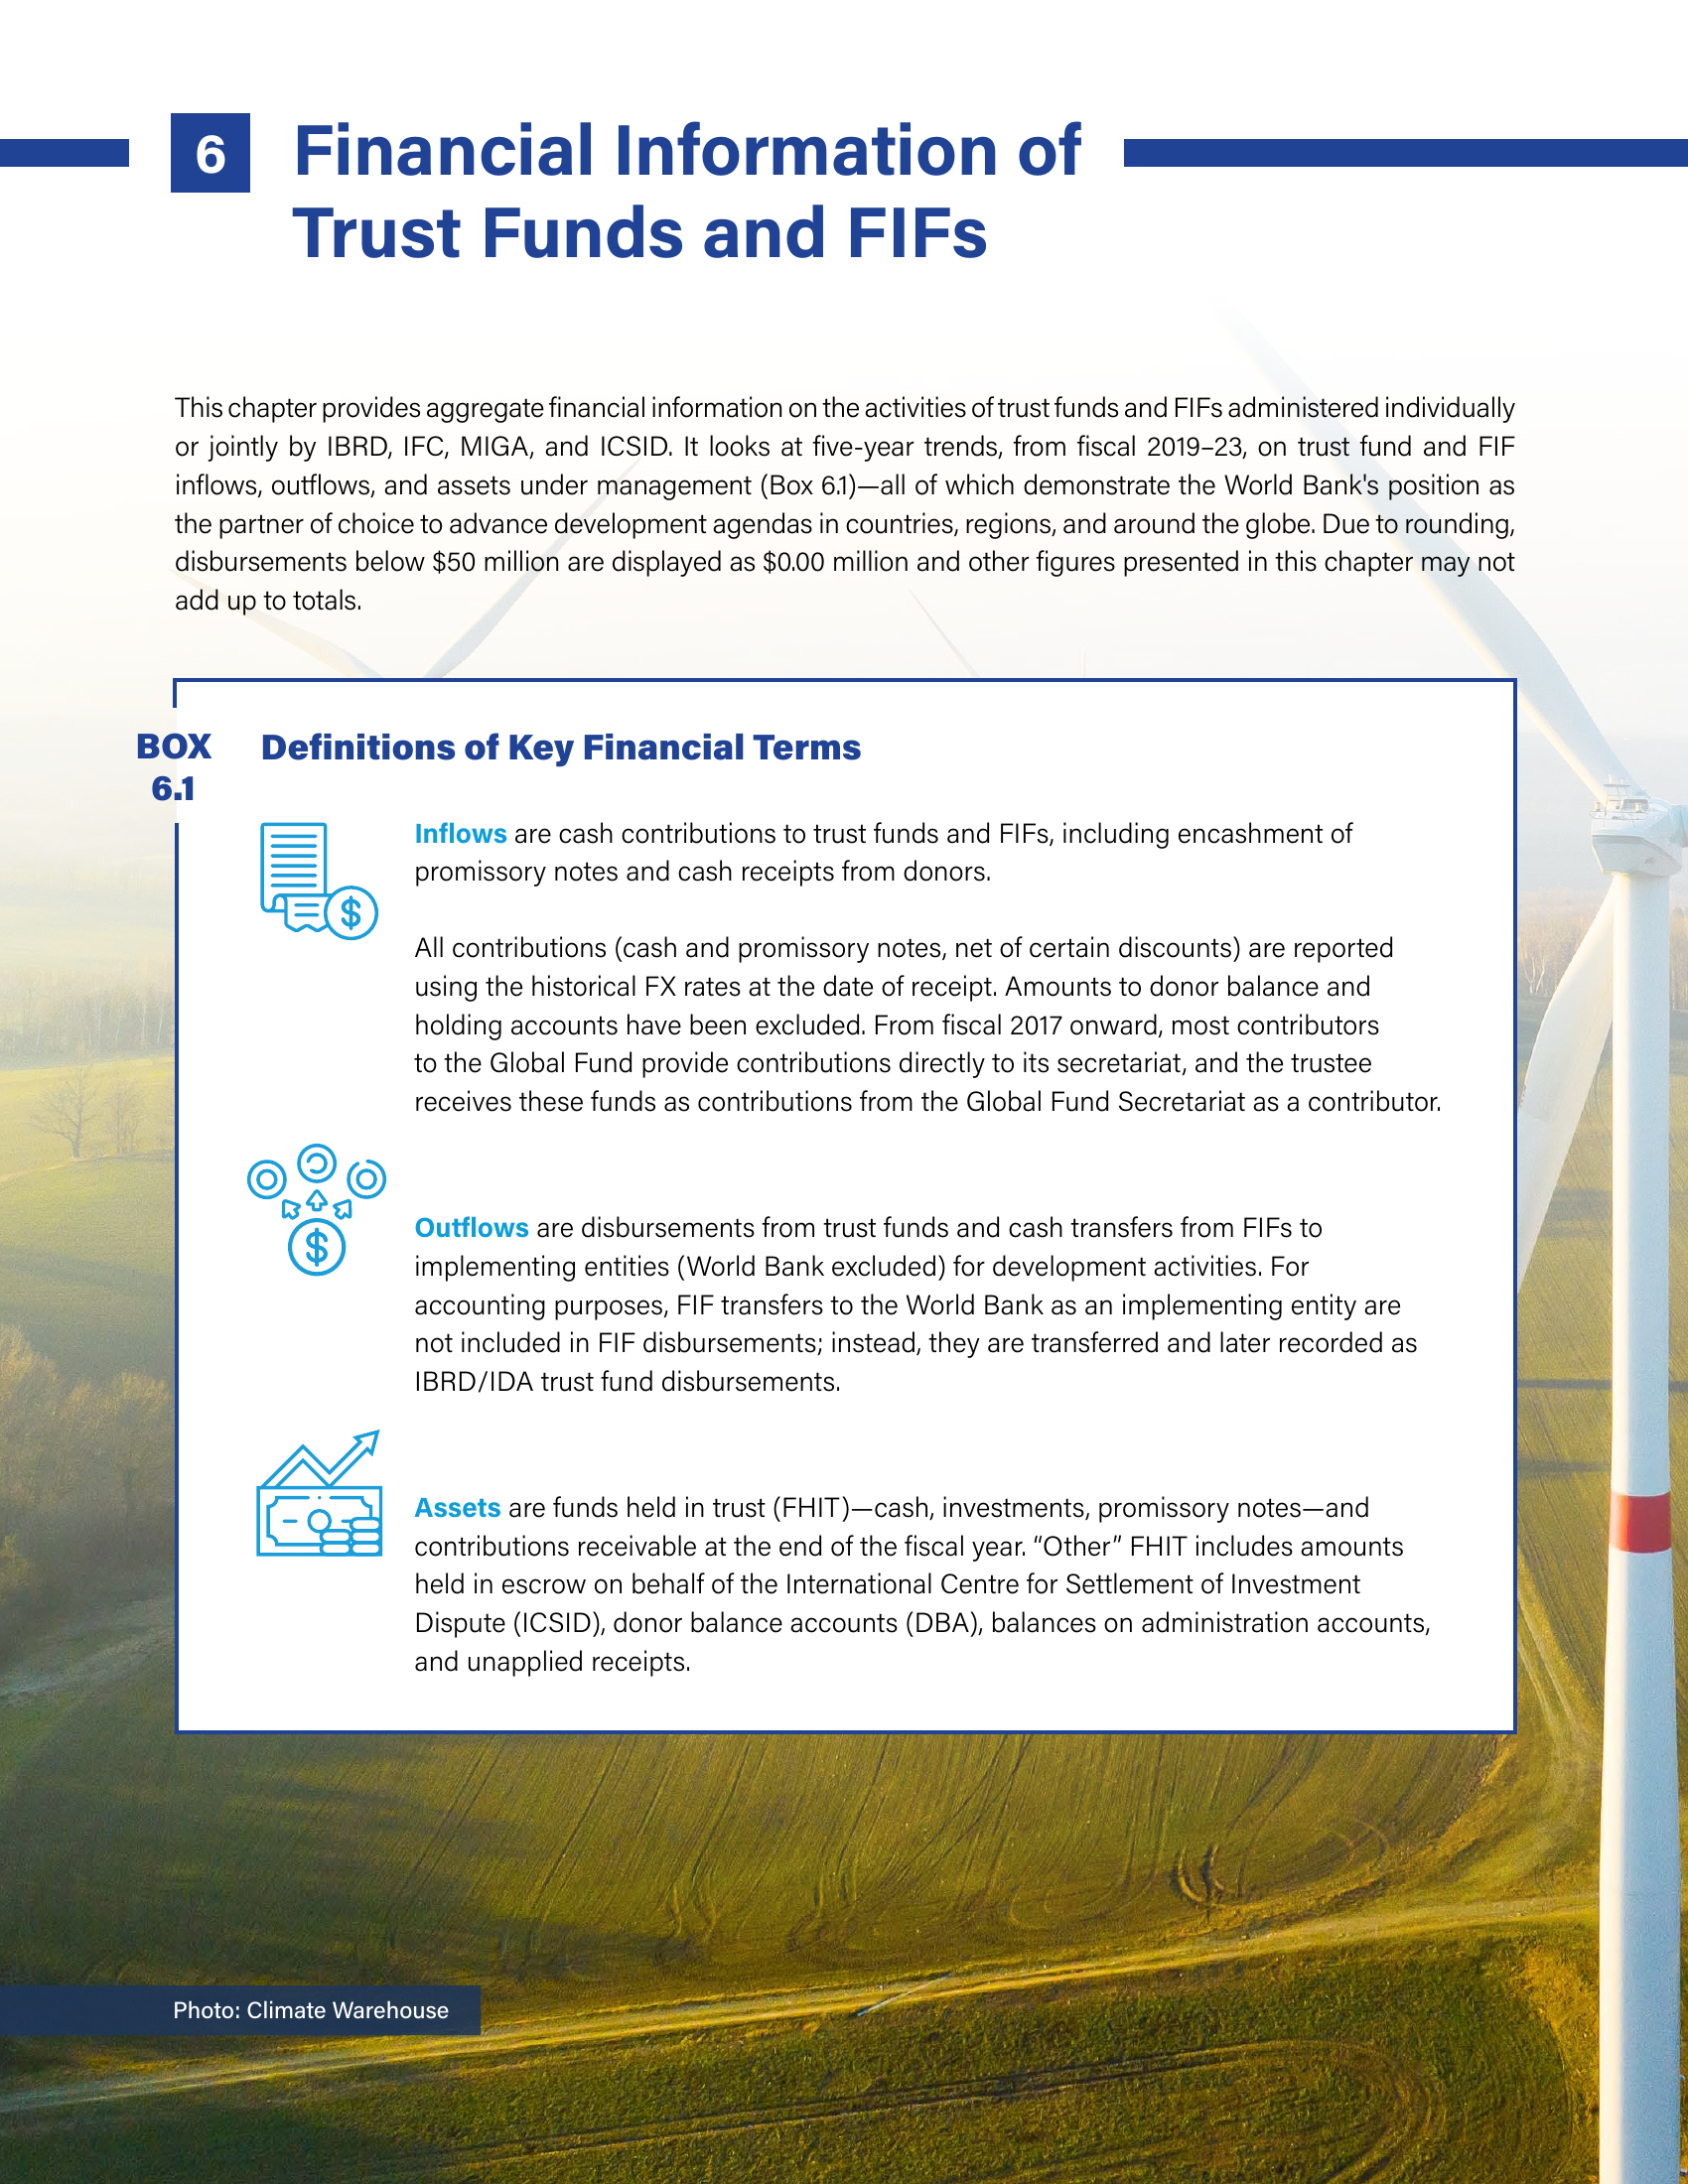 6
Financial Information of
Trust Funds and FIFs
This chapter provides aggregate financial information on the activities of trust funds and FIFs administered individually
or jointly by IBRD, IFC, MIGA, and ICSID. It looks at five-year trends, from fiscal 2019–23, on trust fund and FIF
inflows, outflows, and assets under management (Box 6.1)—all of which demonstrate the World Bank's position as
the partner of choice to advance development agendas in countries, regions, and around the globe. Due to rounding,
disbursements below $50 million are displayed as $0.00 million and other figures presented in this chapter may not
add up to totals.
BOX
6.1
Definitions of Key Financial Terms
Inflows are cash contributions to trust funds and FIFs, including encashment of
promissory notes and cash receipts from donors.
All contributions (cash and promissory notes, net of certain discounts) are reported
using the historical FX rates at the date of receipt. Amounts to donor balance and
holding accounts have been excluded. From fiscal 2017 onward, most contributors
to the Global Fund provide contributions directly to its secretariat, and the trustee
receives these funds as contributions from the Global Fund Secretariat as a contributor.
Outflows are disbursements from trust funds and cash transfers from FIFs to
implementing entities (World Bank excluded) for development activities. For
accounting purposes, FIF transfers to the World Bank as an implementing entity are
not included in FIF disbursements; instead, they are transferred and later recorded as
IBRD/IDA trust fund disbursements.
Assets are funds held in trust (FHIT)—cash, investments, promissory notes—and
contributions receivable at the end of the fiscal year. “Other” FHIT includes amounts
held in escrow on behalf of the International Centre for Settlement of Investment
Dispute (ICSID), donor balance accounts (DBA), balances on administration accounts,
and unapplied receipts.
Photo: Climate Warehouse